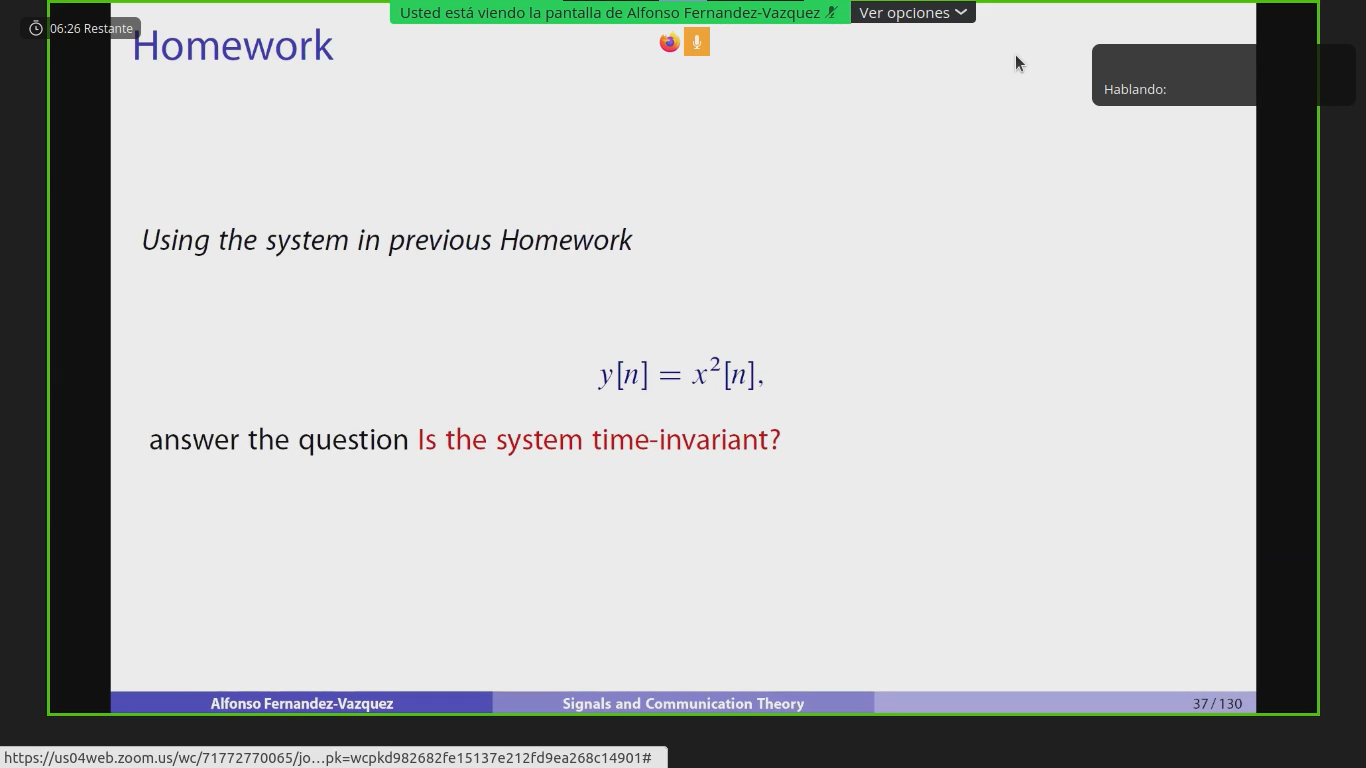 Usted está viendo la pantalla de Alfonso Fernandez-Vazquez
Ver opciones
06:26 Restante
Homework
Hablando:
Using the system in previous Homework
y[n] = x²[n],
answer the question Is the system time-invariant?
Alfonso Fernandez-Vazquez
Signals and Communication Theory
37 / 130
https://us04web.zoom.us/wc/71772770065/jo...pk=wcpkd982682fe15137e212fd9ea268c14901#